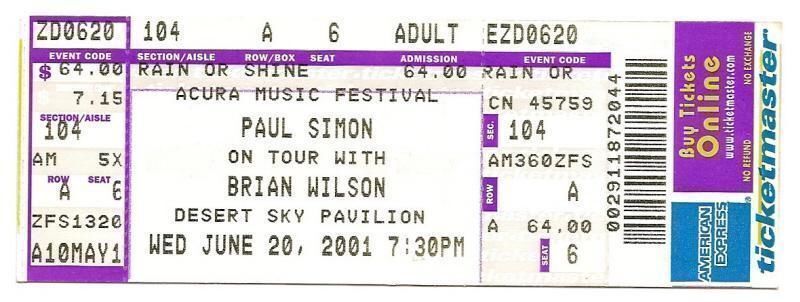 ZD0620 104 A 6 ADULT EZD0620
EVENT CODE SECTION/AISLE ROW/BOX SEAT ADMISSION EVENT CODE
$ 64.00 RAIN OR SHINE 64.00 RAIN OR
$ 7.15 ACURA MUSIC FESTIVAL CN 45759
SECTION/AISLE
104 PAUL SIMON SEC. 104
AM 5X ON TOUR WITH AM360ZFS
ROW SEAT
A 6 BRIAN WILSON ROW A
ZFS1320 DESERT SKY PAVILION A 64.00
A10MAY1 WED JUNE 20, 2001 7:30PM SEAT 6
002911872044
Buy Tickets
Online
www.ticketmaster.com
NO REFUND NO EXCHANGE
AMERICAN
EXPRESS
ticketmaster